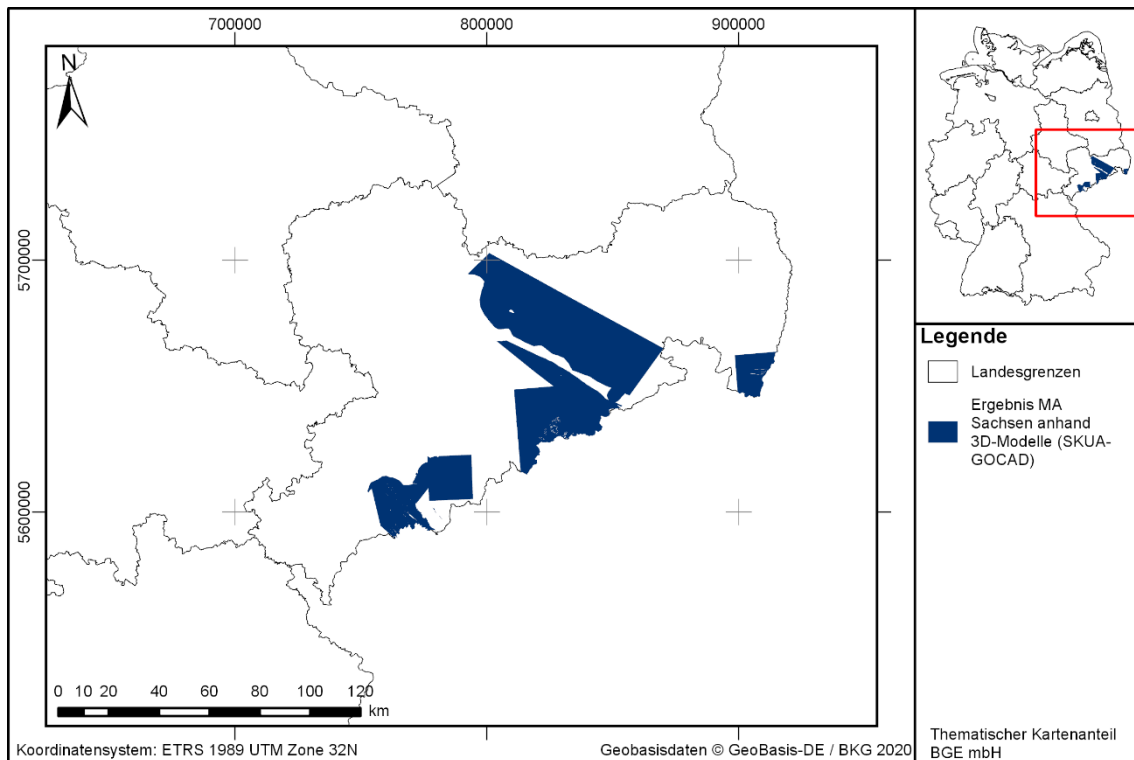 700000
800000
900000
N
5700000
5700000
5600000
5600000
0 10 20 40 60 80 100 120
km
Koordinatensystem: ETRS 1989 UTM Zone 32N
Geobasisdaten © GeoBasis-DE / BKG 2020
Legende
Landesgrenzen
Ergebnis MA
Sachsen anhand
3D-Modelle (SKUA-
GOCAD)
Thematischer Kartenanteil
BGE mbH